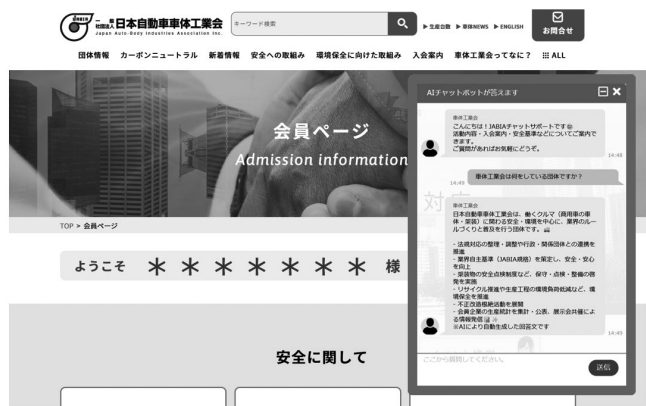 JABIA
一般社団法人 日本自動車車体工業会
Japan Auto-Body Industries Association Inc.
キーワード検索
▶ 生産台数 ▶ 車体NEWS ▶ ENGLISH
お問合せ
団体情報 カーボンニュートラル 新着情報 安全への取組み 環境保全に向けた取組み 入会案内 車体工業会ってなに？ ALL
会員ページ
Admission information
TOP > 会員ページ
ようこそ ＊ ＊ ＊ ＊ ＊ ＊ ＊ ＊ 様
安全に関して
AIチャットボットが答えます
車体工業会
こんにちは！JABIAチャットサポートです
活動内容・入会案内・安全基準などについてご案内で
きます。
ご質問があればお気軽にどうぞ。
14:48
車体工業会は何をしている団体ですか？
14:49
対
車体工業会
日本自動車車体工業会は、働くクルマ（商用車の車
体・架装）に関わる安全・環境を中心に、業界のルー
ルづくりと普及を行う団体です。
- 法規対応の整理・調整や行政・関係団体との連携を
推進
- 業界自主基準（JABIA規格）を策定し、安全・安心
を向上
- 架装物の安全点検制度など、保守・点検・整備の啓
発を実施
- リサイクル推進や生産工程の環境負荷低減など、環
境保全を推進
- 不正改造根絶活動を展開
- 会員企業の生産統計を集計・公表、展示会共催によ
る情報発信
※AIにより自動生成した回答文です
14:49
ここから質問してください。
送信